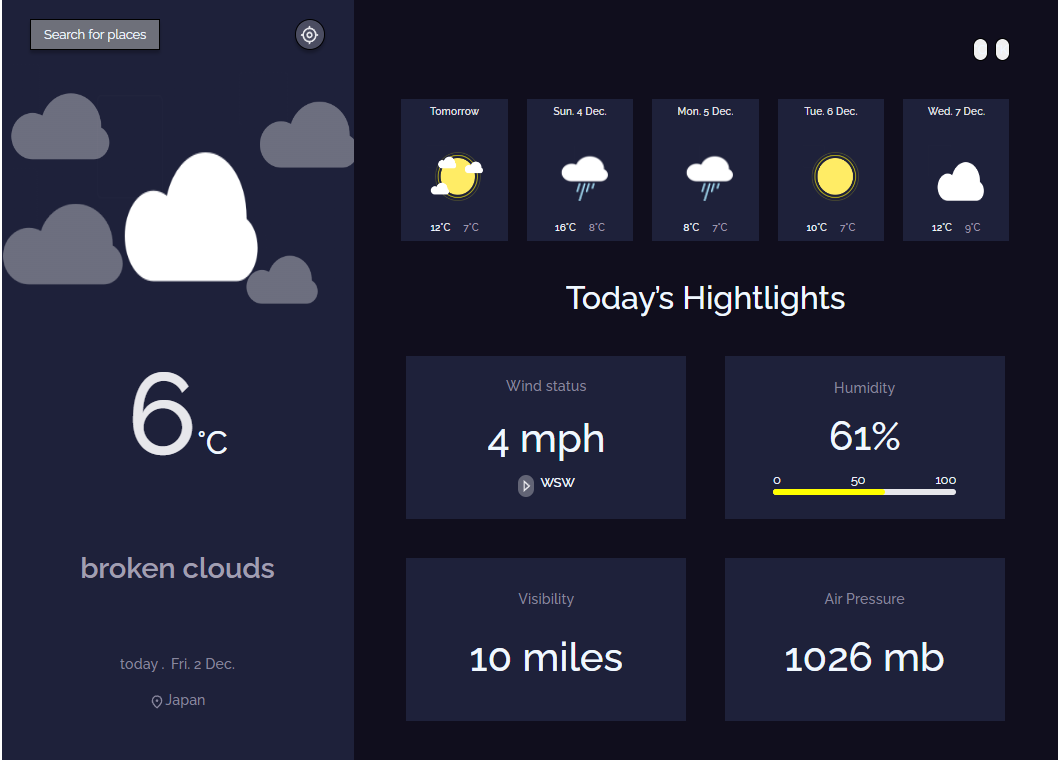 Search for places
6°C
broken clouds
today . Fri. 2 Dec.
Japan
Tomorrow
12°C 7°C
Sun. 4 Dec.
16°C 8°C
Mon. 5 Dec.
8°C 7°C
Tue. 6 Dec.
10°C 7°C
Wed. 7 Dec.
12°C 9°C
Today's Hightlights
Wind status
4 mph
WSW
Humidity
61%
0 50 100
Visibility
10 miles
Air Pressure
1026 mb